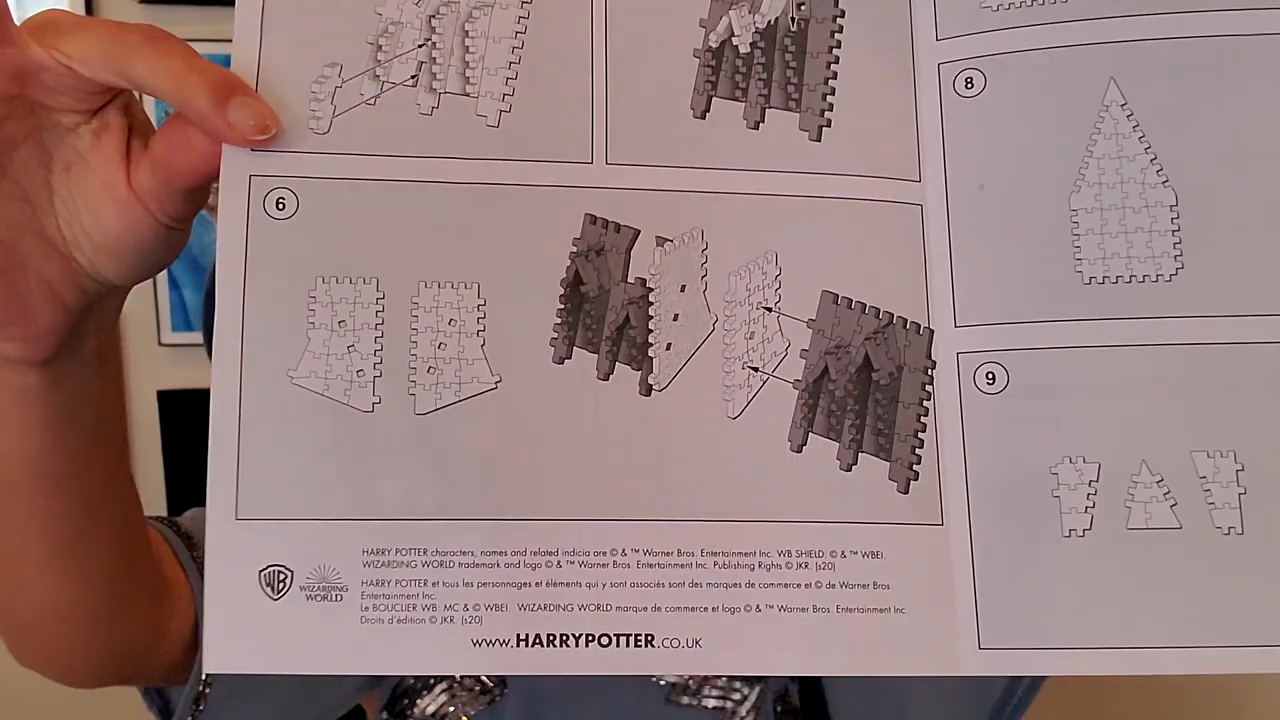 8
6
9
HARRY POTTER characters, names and related indicia are © & ™ Warner Bros. Entertainment Inc. WB SHIELD: © & ™ WBEI.
WIZARDING WORLD trademark and logo © & ™ Warner Bros. Entertainment Inc. Publishing Rights © JKR. (s20)
WB
WIZARDING
WORLD
HARRY POTTER et tous les personnages et éléments qui y sont associés sont des marques de commerce et © de Warner Bros.
Entertainment Inc.
Le BOUCLIER WB: MC & © WBEI. WIZARDING WORLD marque de commerce et logo © & ™ Warner Bros. Entertainment Inc.
Droits d'édition © JKR. (s20)
www.HARRYPOTTER.CO.UK